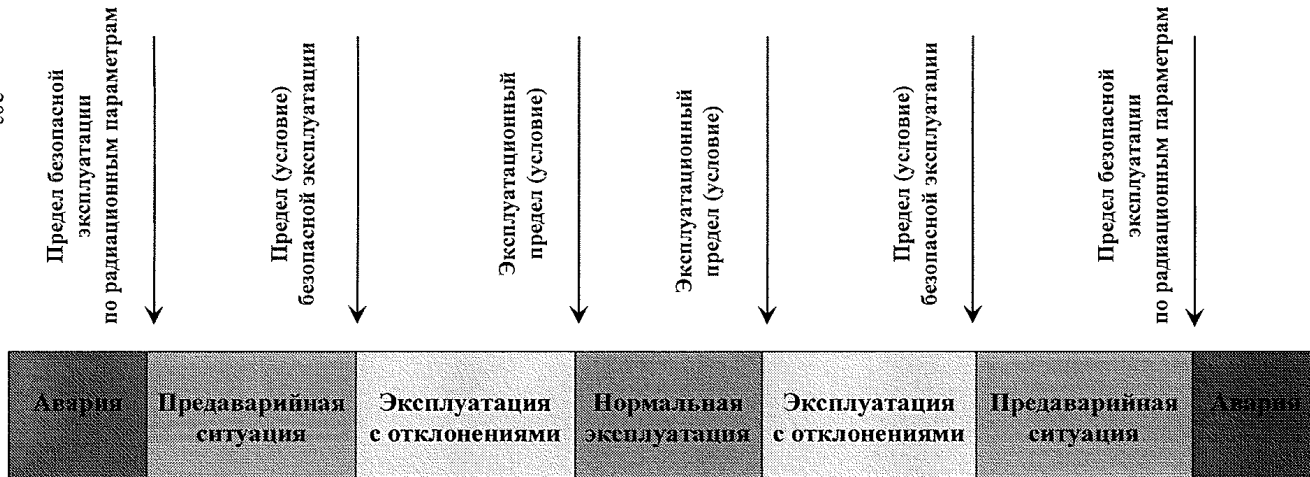 Предел безопасной
эксплуатации
по радиационным параметрам
Предел (условие)
безопасной эксплуатации
Эксплуатационный
предел (условие)
Эксплуатационный
предел (условие)
Предел (условие)
безопасной эксплуатации
Предел безопасной
эксплуатации
по радиационным параметрам
Авария
Предаварийная
ситуация
Эксплуатация
с отклонениями
Нормальная
эксплуатация
Эксплуатация
с отклонениями
Предаварийная
ситуация
Авария